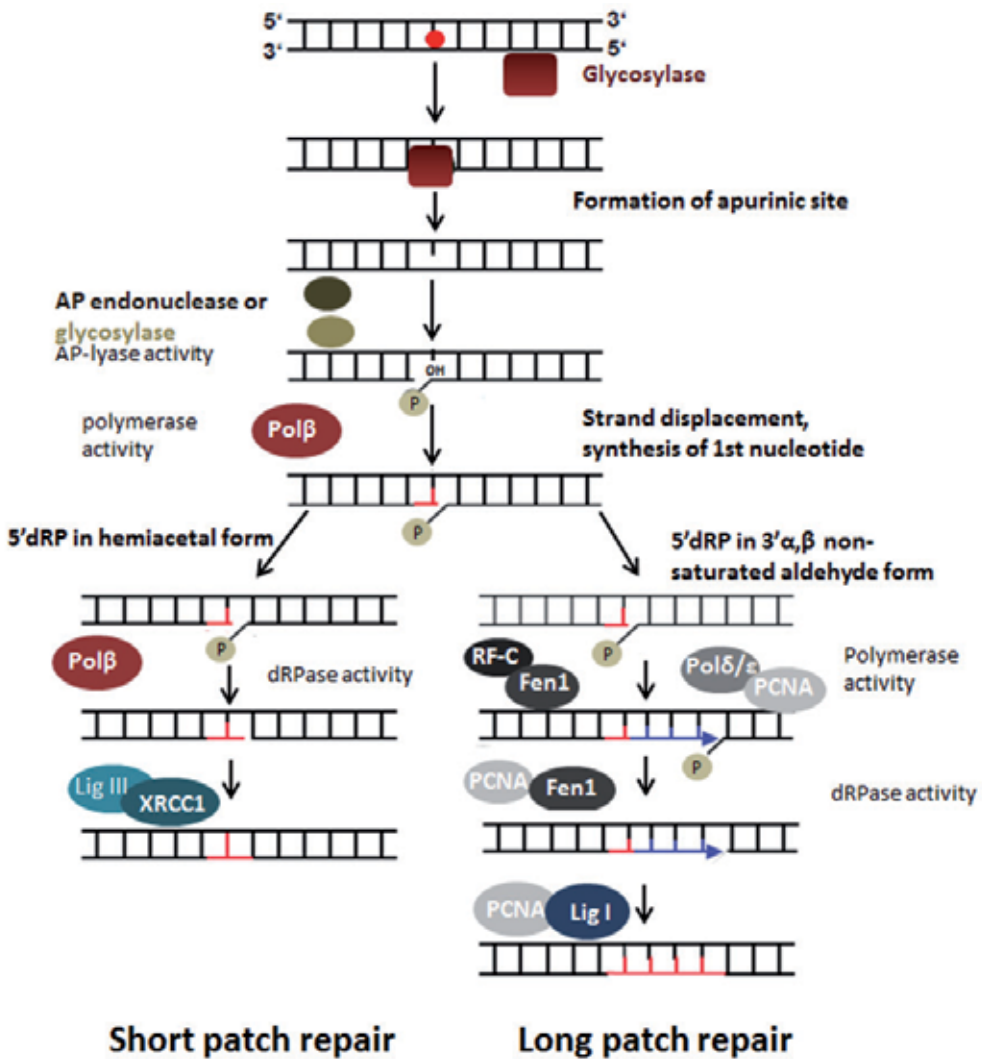 5‘ 3‘
3‘ 5‘
Glycosylase
Formation of apurinic site
AP endonuclease or
glycosylase
AP-lyase activity
OH
P
polymerase
activity
Polβ
Strand displacement,
synthesis of 1st nucleotide
P
5’dRP in hemiacetal form
5’dRP in 3’α,β non-
saturated aldehyde form
P
Polβ
dRPase activity
Lig III
XRCC1
P
RF-C
Fen1
Polδ/ε
PCNA
Polymerase
activity
P
PCNA
Fen1
dRPase activity
PCNA
Lig I
Short patch repair
Long patch repair